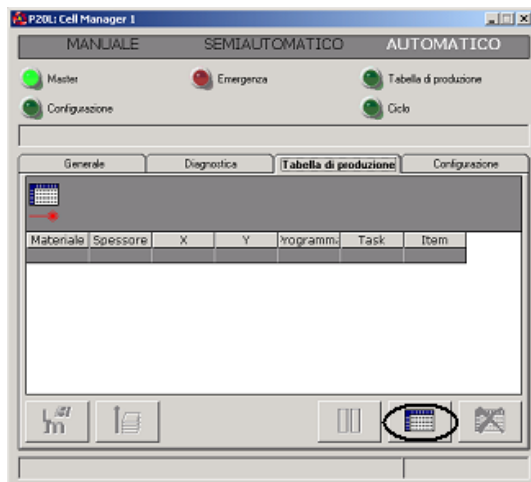 P20L: Cell Manager 1
MANUALE SEMIAUTOMATICO AUTOMATICO
Master Emergenza Tabella di produzione
Configurazione Ciclo
Generale Diagnostica Tabella di produzione Configurazione
Materiale Spessore X Y Programma Task Item